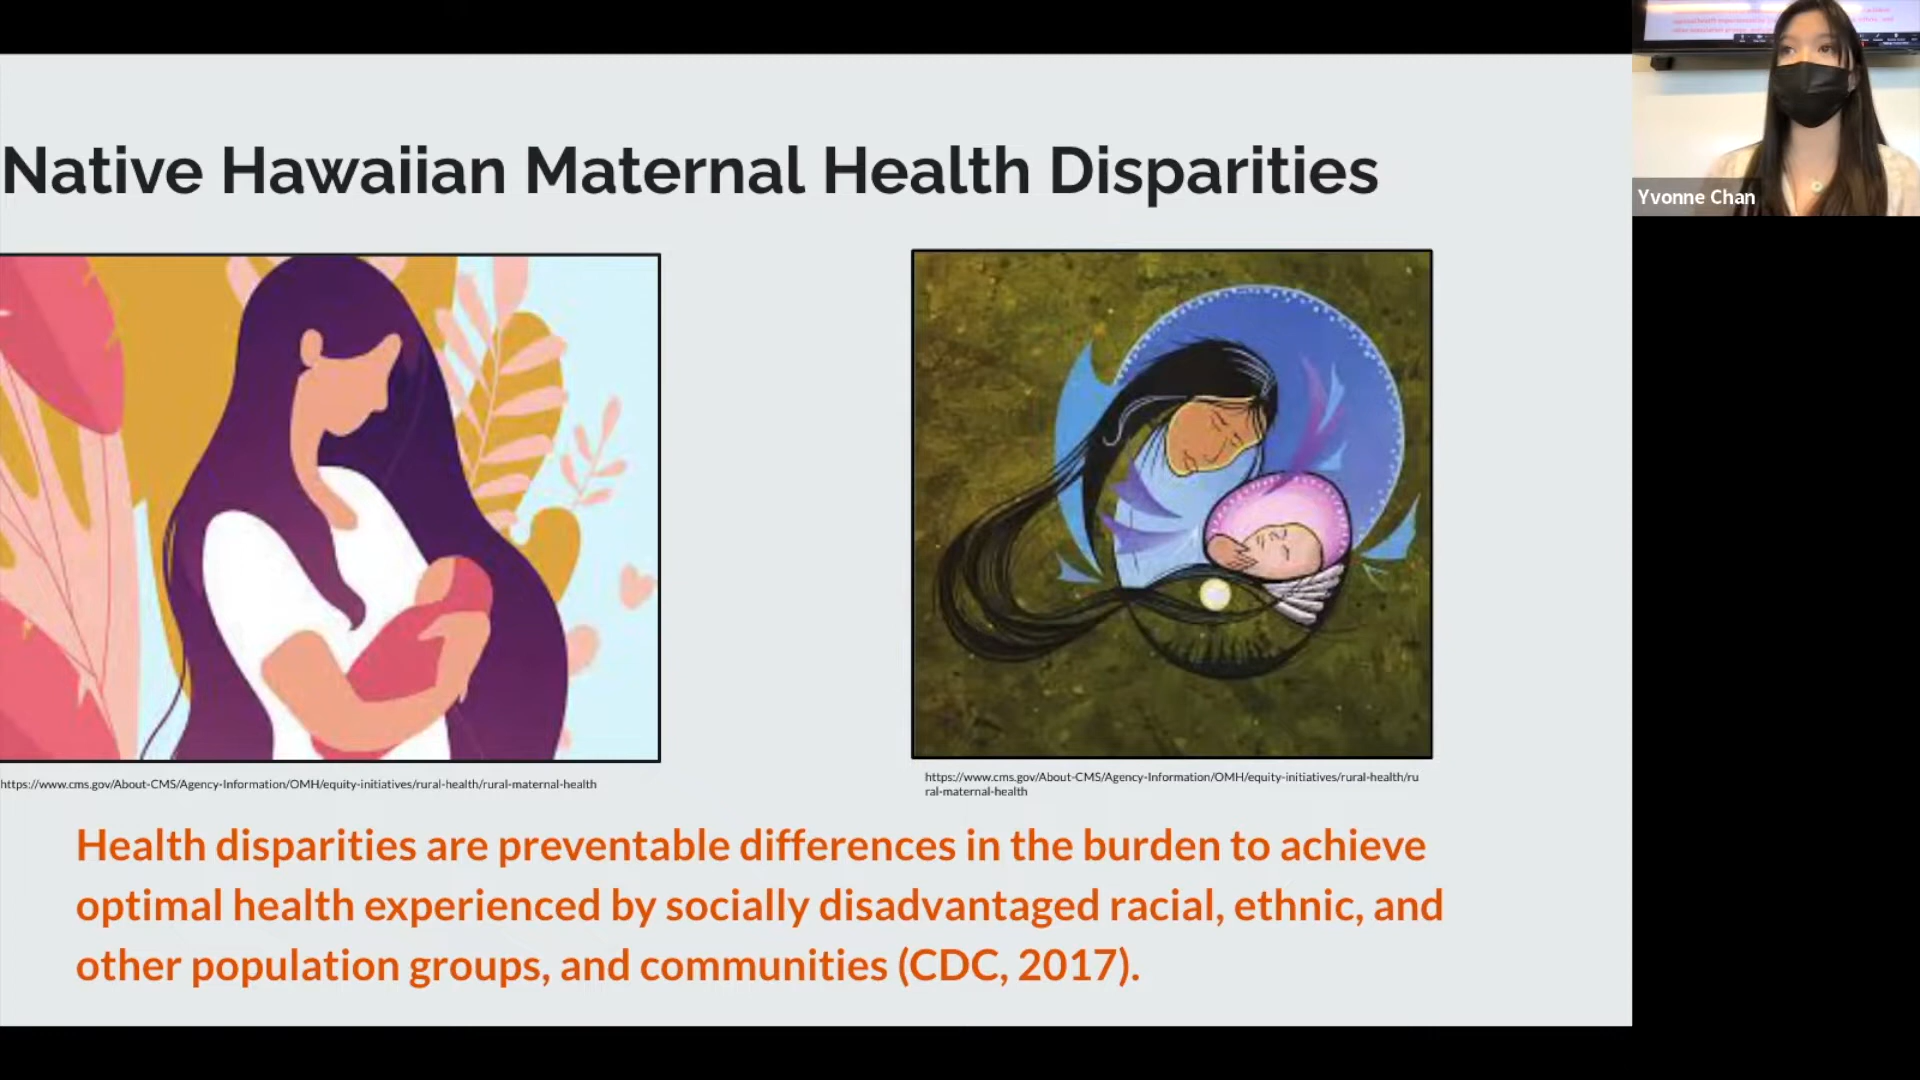 Native Hawaiian Maternal Health Disparities
Yvonne Chan
https://www.cms.gov/About-CMS/Agency-Information/OMH/equity-initiatives/rural-health/rural-maternal-health
https://www.cms.gov/About-CMS/Agency-Information/OMH/equity-initiatives/rural-health/ru
ral-maternal-health
Health disparities are preventable differences in the burden to achieve
optimal health experienced by socially disadvantaged racial, ethnic, and
other population groups, and communities (CDC, 2017).